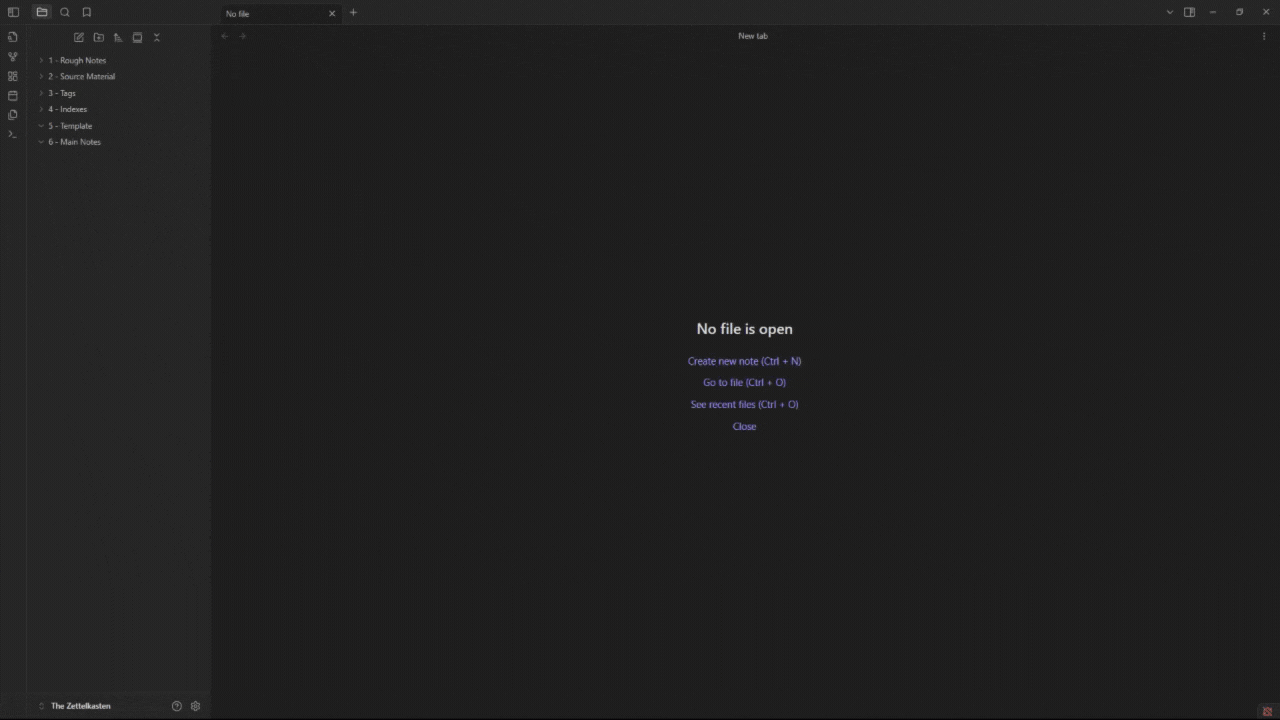 No file
New tab
1 - Rough Notes
2 - Source Material
3 - Tags
4 - Indexes
5 - Template
6 - Main Notes
No file is open
Create new note (Ctrl + N)
Go to file (Ctrl + O)
See recent files (Ctrl + O)
Close
The Zettelkasten